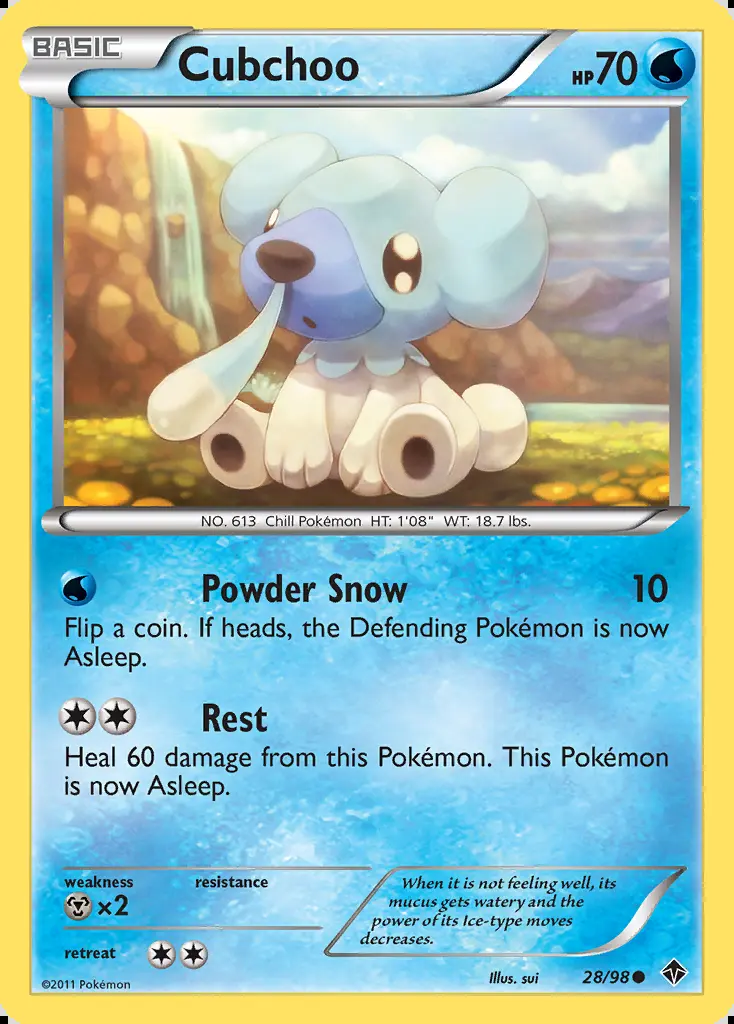 BASIC
Cubchoo
HP70
NO. 613 Chill Pokémon HT: 1'08" WT: 18.7 lbs.
Powder Snow 10
Flip a coin. If heads, the Defending Pokémon is now
Asleep.
Rest
Heal 60 damage from this Pokémon. This Pokémon
is now Asleep.
weakness resistance
×2
retreat
When it is not feeling well, its
mucus gets watery and the
power of its Ice-type moves
decreases.
©2011 Pokémon
Illus. sui
28/98